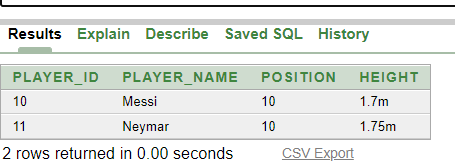 Results Explain Describe Saved SQL History
PLAYER_ID PLAYER_NAME POSITION HEIGHT
10 Messi 10 1.7m
11 Neymar 10 1.75m
2 rows returned in 0.00 seconds CSV Export